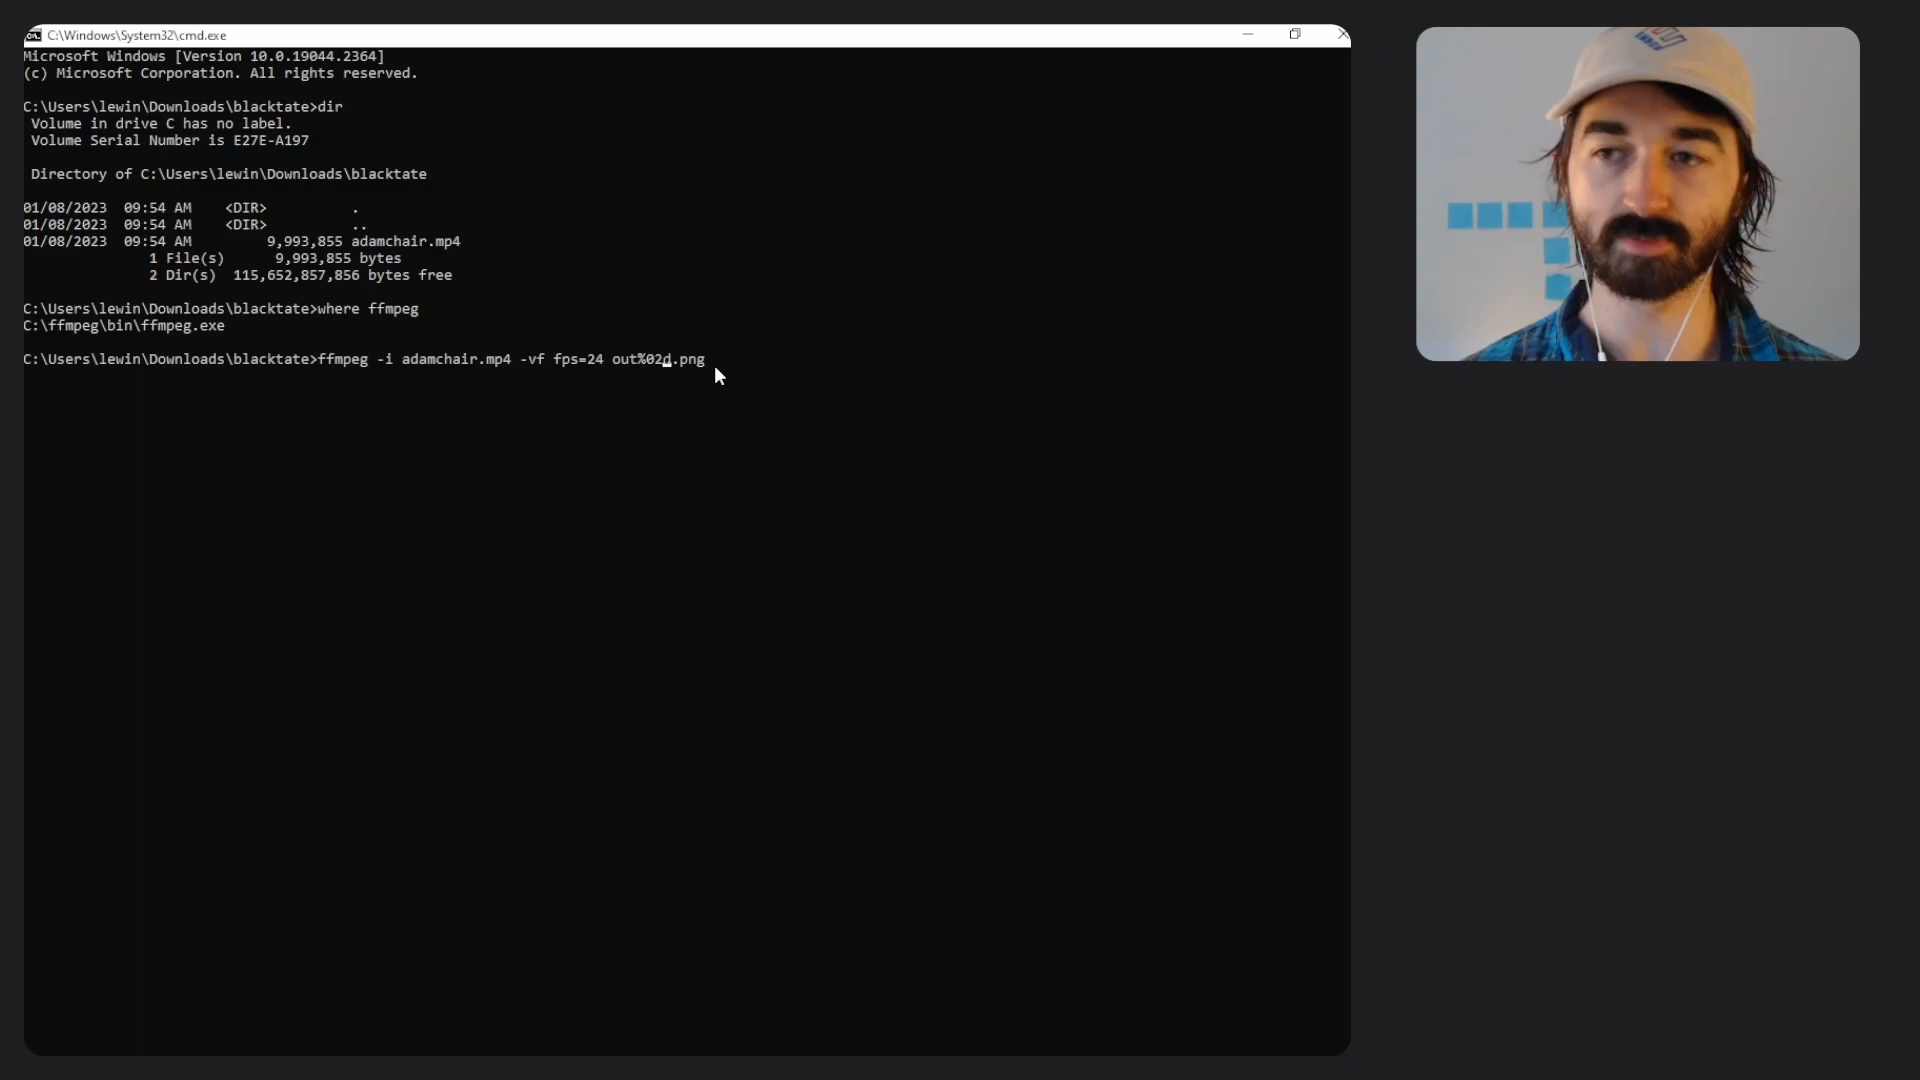 C:\Windows\System32\cmd.exe
Microsoft Windows [Version 10.0.19044.2364]
(c) Microsoft Corporation. All rights reserved.
C:\Users\lewin\Downloads\blacktate>dir
Volume in drive C has no label.
Volume Serial Number is E27E-A197
Directory of C:\Users\lewin\Downloads\blacktate
01/08/2023 09:54 AM <DIR> .
01/08/2023 09:54 AM <DIR> ..
01/08/2023 09:54 AM 9,993,855 adamchair.mp4
1 File(s) 9,993,855 bytes
2 Dir(s) 115,652,857,856 bytes free
C:\Users\lewin\Downloads\blacktate>where ffmpeg
C:\ffmpeg\bin\ffmpeg.exe
C:\Users\lewin\Downloads\blacktate>ffmpeg -i adamchair.mp4 -vf fps=24 out%02d.png